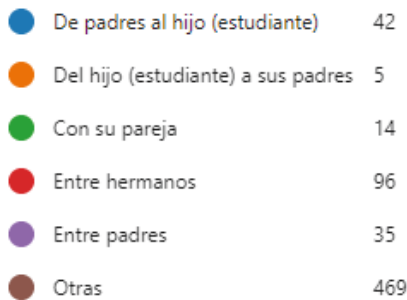 De padres al hijo (estudiante) 42
Del hijo (estudiante) a sus padres 5
Con su pareja 14
Entre hermanos 96
Entre padres 35
Otras 469